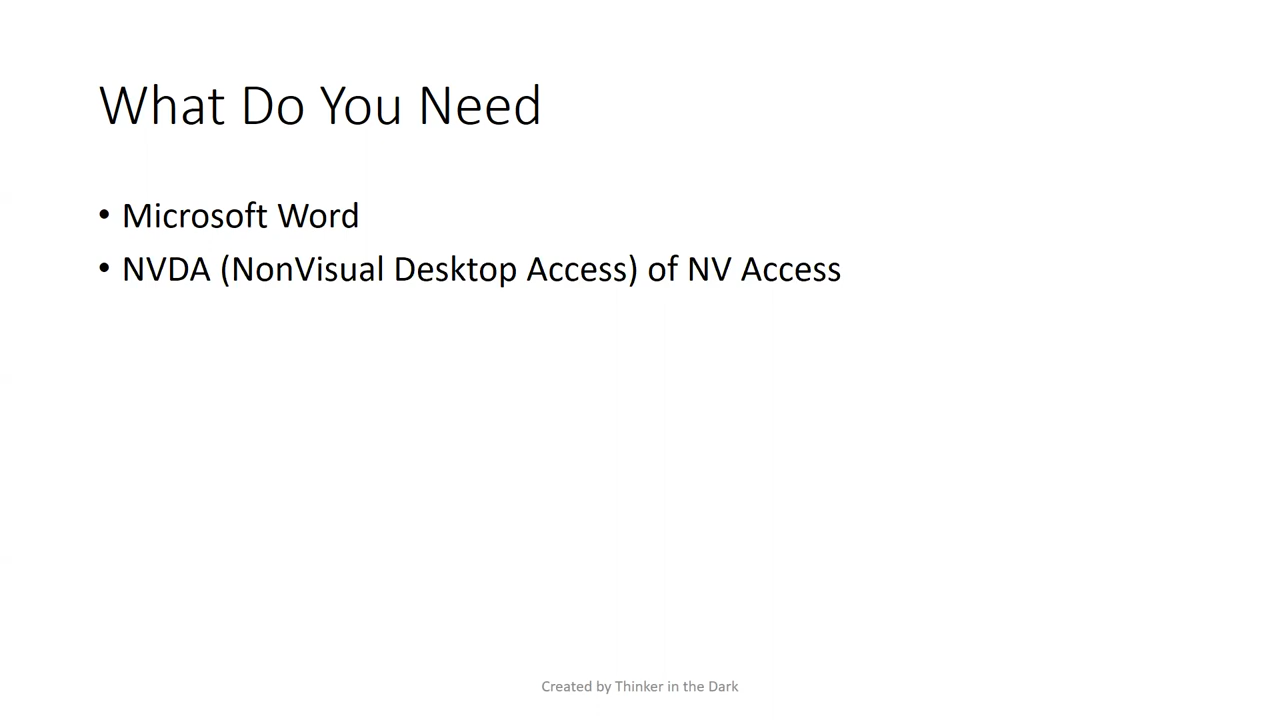 What Do You Need
• Microsoft Word
• NVDA (NonVisual Desktop Access) of NV Access
Created by Thinker in the Dark